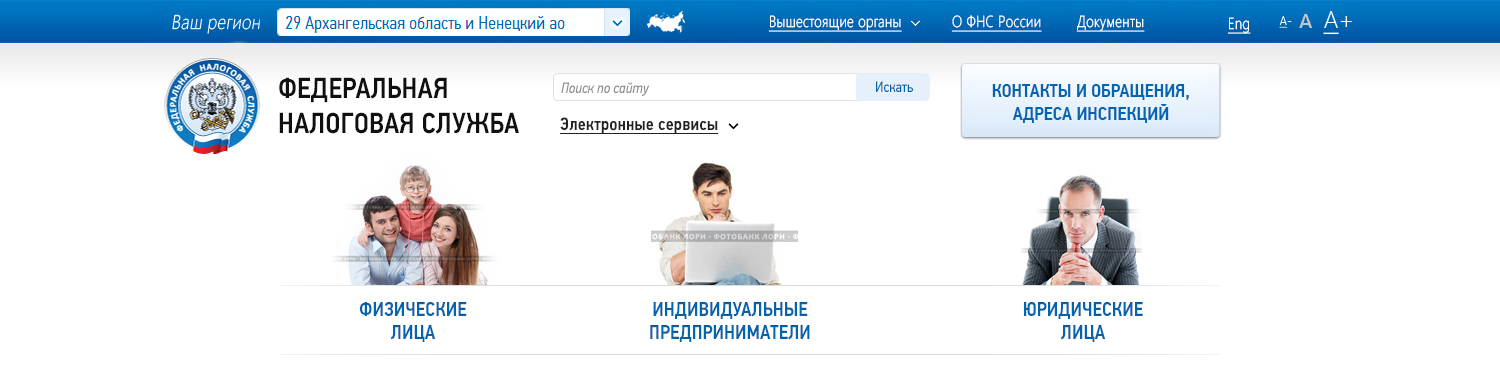 Ваш регион
29 Архангельская область и Ненецкий ао
Вышестоящие органы
О ФНС России
Документы
Eng
A- A A+
ФЕДЕРАЛЬНАЯ НАЛОГОВАЯ СЛУЖБА
ФЕДЕРАЛЬНАЯ
НАЛОГОВАЯ СЛУЖБА
Поиск по сайту
Искать
Электронные сервисы
КОНТАКТЫ И ОБРАЩЕНИЯ,
АДРЕСА ИНСПЕКЦИЙ
ОБАНК ЛОРИ · ФОТОБАНК ЛОРИ · Ф
ФИЗИЧЕСКИЕ
ЛИЦА
ИНДИВИДУАЛЬНЫЕ
ПРЕДПРИНИМАТЕЛИ
ЮРИДИЧЕСКИЕ
ЛИЦА